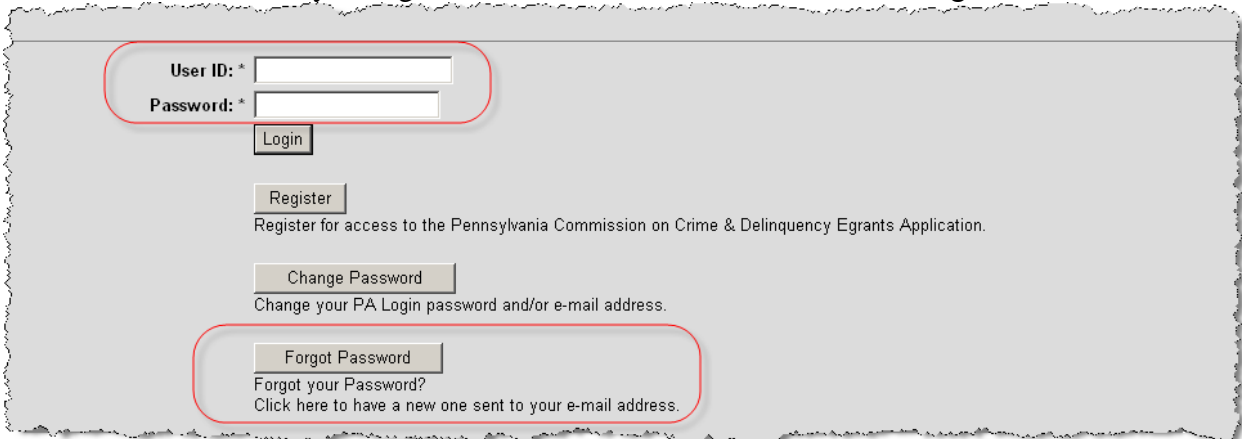 User ID: *
Password: *
Login
Register
Register for access to the Pennsylvania Commission on Crime & Delinquency Egrants Application.
Change Password
Change your PA Login password and/or e-mail address.
Forgot Password
Forgot your Password?
Click here to have a new one sent to your e-mail address.